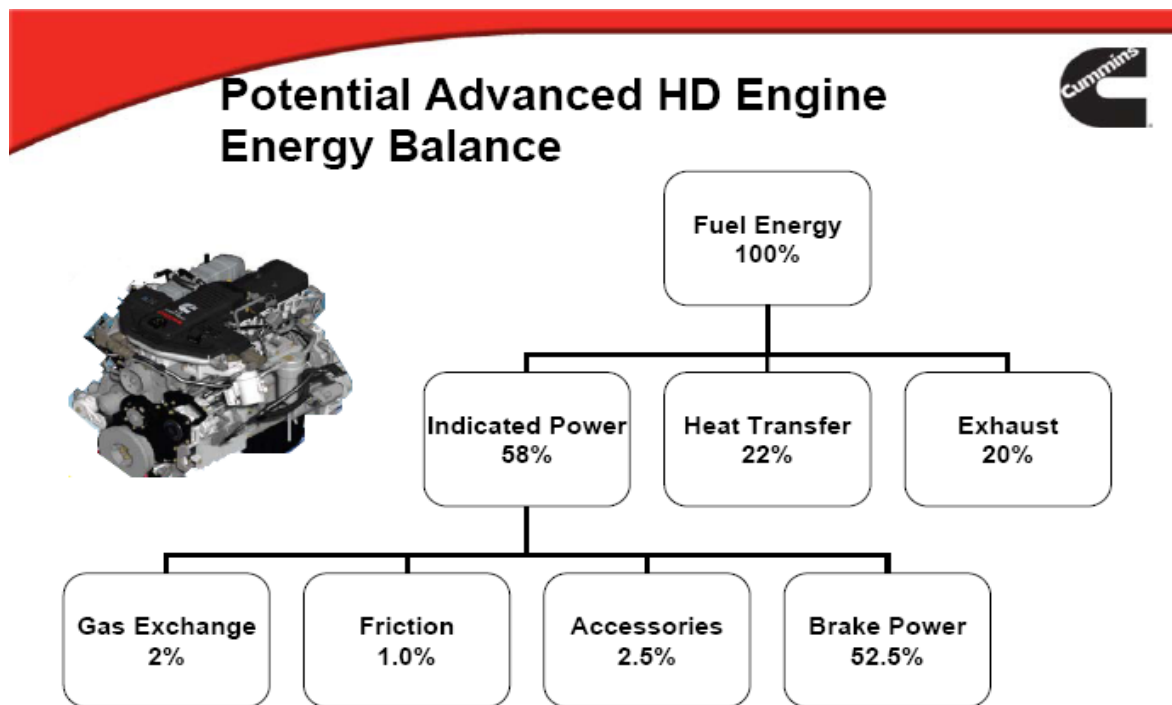 Potential Advanced HD Engine
Energy Balance
Cummins
Fuel Energy
100%
Indicated Power
58%
Heat Transfer
22%
Exhaust
20%
Gas Exchange
2%
Friction
1.0%
Accessories
2.5%
Brake Power
52.5%